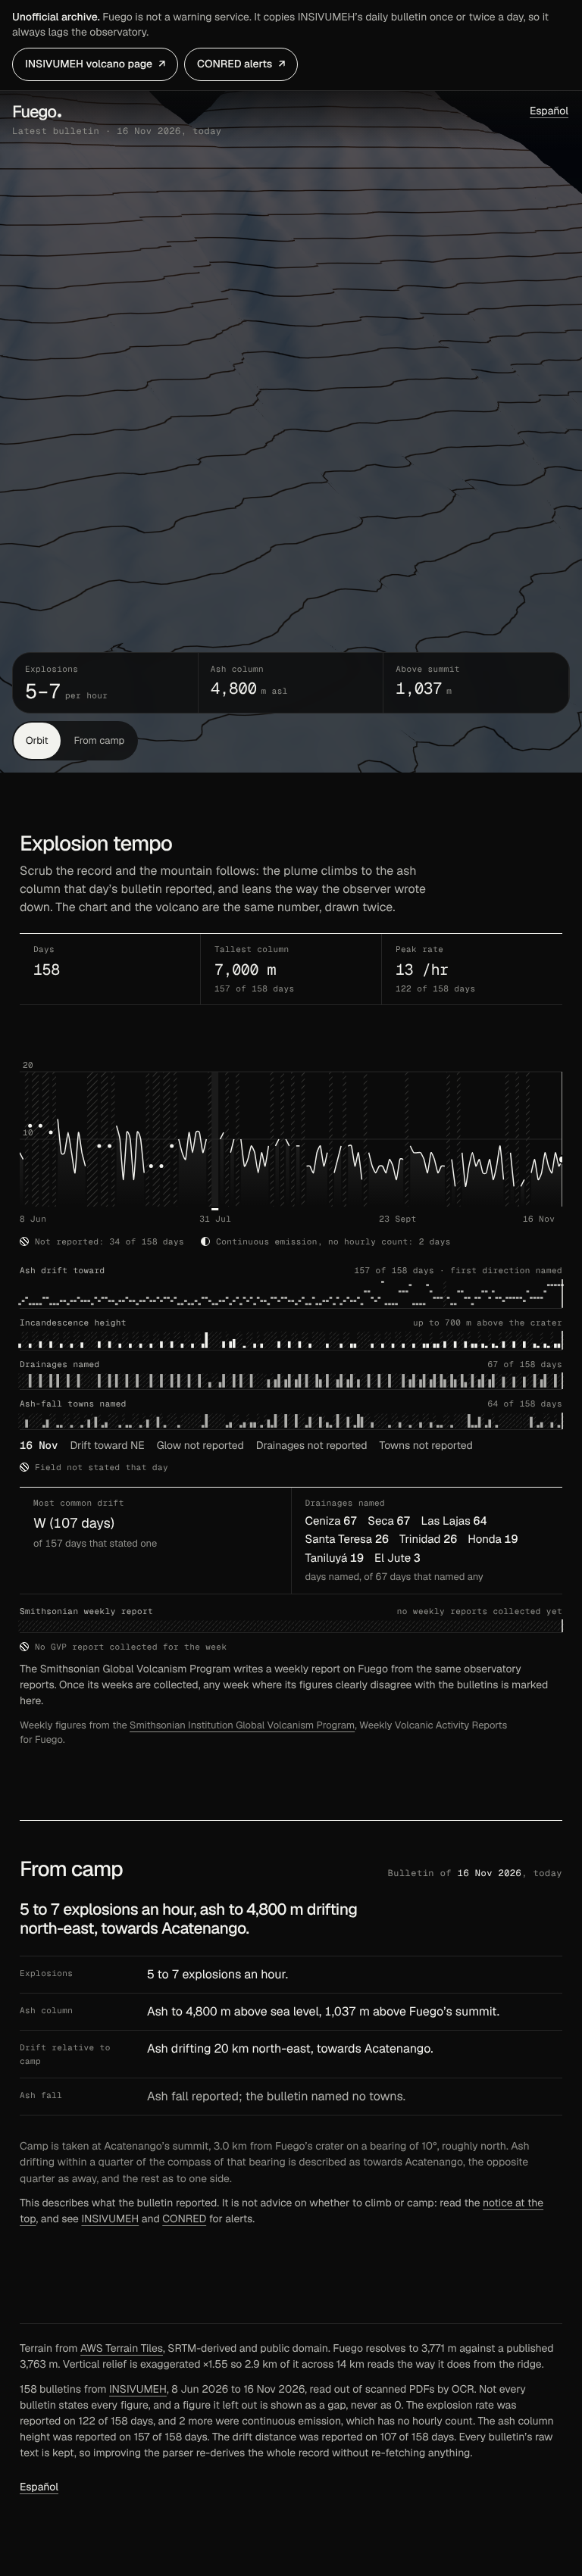 Unofficial archive. Fuego is not a warning service. It copies INSIVUMEH's daily bulletin once or twice a day, so it
always lags the observatory.
INSIVUMEH volcano page ↗ CONRED alerts ↗
Fuego. Español
Latest bulletin · 16 Nov 2026, today
Explosions Ash column Above summit
5–7 per hour 4,800 m asl 1,037 m
Orbit From camp
Explosion tempo
Scrub the record and the mountain follows: the plume climbs to the ash
column that day's bulletin reported, and leans the way the observer wrote
down. The chart and the volcano are the same number, drawn twice.
Days Tallest column Peak rate
158 7,000 m 13 /hr
157 of 158 days 122 of 158 days
20
10
8 Jun 31 Jul 23 Sept 16 Nov
Not reported: 34 of 158 days Continuous emission, no hourly count: 2 days
Ash drift toward 157 of 158 days · first direction named
Incandescence height up to 700 m above the crater
Drainages named 67 of 158 days
Ash-fall towns named 64 of 158 days
16 Nov Drift toward NE Glow not reported Drainages not reported Towns not reported
Field not stated that day
Most common drift Drainages named
W (107 days) Ceniza 67 Seca 67 Las Lajas 64
of 157 days that stated one Santa Teresa 26 Trinidad 26 Honda 19
Taniluyá 19 El Jute 3
days named, of 67 days that named any
Smithsonian weekly report no weekly reports collected yet
No GVP report collected for the week
The Smithsonian Global Volcanism Program writes a weekly report on Fuego from the same observatory
reports. Once its weeks are collected, any week where its figures clearly disagree with the bulletins is marked
here.
Weekly figures from the Smithsonian Institution Global Volcanism Program, Weekly Volcanic Activity Reports
for Fuego.
From camp Bulletin of 16 Nov 2026, today
5 to 7 explosions an hour, ash to 4,800 m drifting
north-east, towards Acatenango.
Explosions 5 to 7 explosions an hour.
Ash column Ash to 4,800 m above sea level, 1,037 m above Fuego's summit.
Drift relative to Ash drifting 20 km north-east, towards Acatenango.
camp
Ash fall Ash fall reported; the bulletin named no towns.
Camp is taken at Acatenango's summit, 3.0 km from Fuego's crater on a bearing of 10°, roughly north. Ash
drifting within a quarter of the compass of that bearing is described as towards Acatenango, the opposite
quarter as away, and the rest as to one side.
This describes what the bulletin reported. It is not advice on whether to climb or camp: read the notice at the
top, and see INSIVUMEH and CONRED for alerts.
Terrain from AWS Terrain Tiles, SRTM-derived and public domain. Fuego resolves to 3,771 m against a published
3,763 m. Vertical relief is exaggerated ×1.55 so 2.9 km of it across 14 km reads the way it does from the ridge.
158 bulletins from INSIVUMEH, 8 Jun 2026 to 16 Nov 2026, read out of scanned PDFs by OCR. Not every
bulletin states every figure, and a figure it left out is shown as a gap, never as 0. The explosion rate was
reported on 122 of 158 days, and 2 more were continuous emission, which has no hourly count. The ash column
height was reported on 157 of 158 days. The drift distance was reported on 107 of 158 days. Every bulletin's raw
text is kept, so improving the parser re-derives the whole record without re-fetching anything.
Español